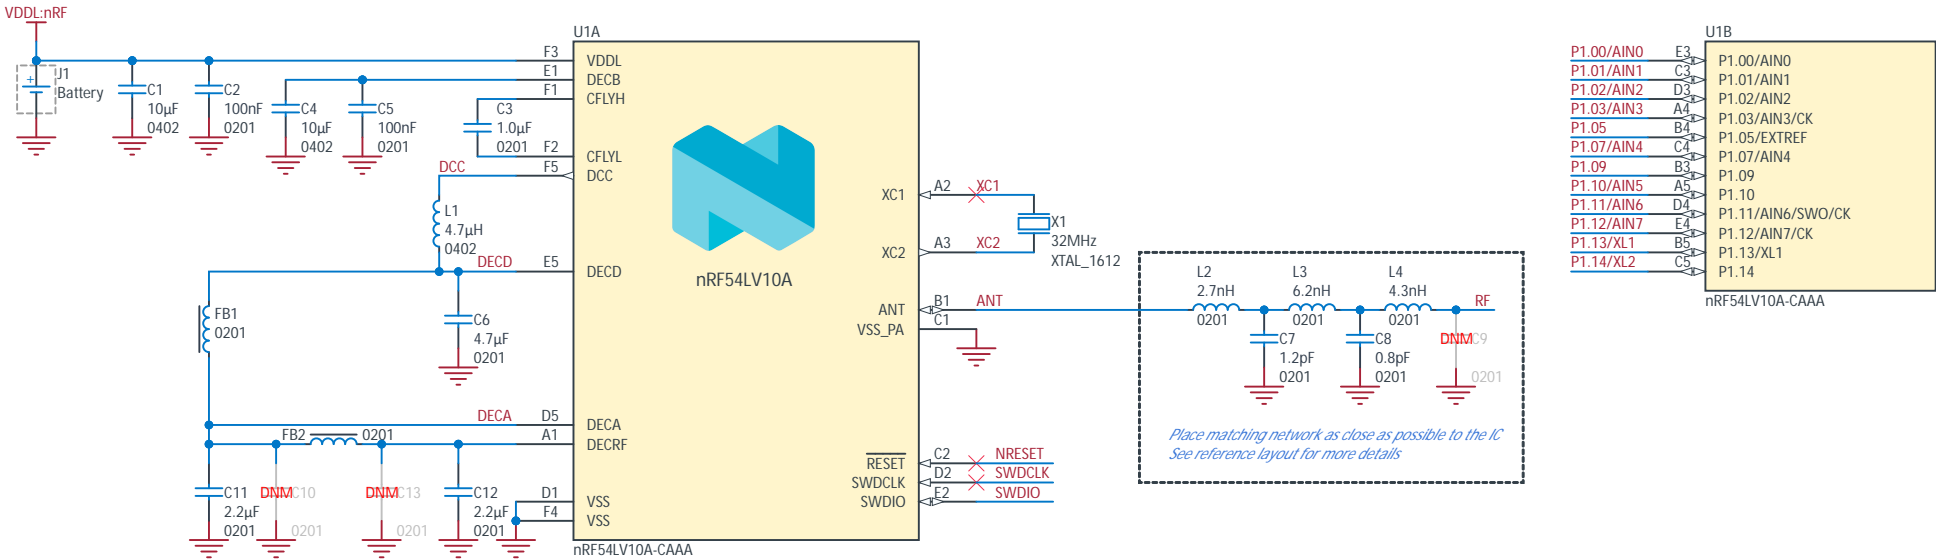 VDDL:nRF
J1
Battery
C1
10µF
0402
C2
100nF
0201
C4
10µF
0402
C5
100nF
0201
C3
1.0µF
0201
DCC
L1
4.7µH
0402
DECD
C6
4.7µF
0201
FB1
0201
DECA
FB2
0201
C11
2.2µF
0201
DNM C10
0201
DNM C13
0201
C12
2.2µF
0201
U1A
F3 VDDL
E1 DECB
F1 CFLYH
F2 CFLYL
F5 DCC
E5 DECD
D5 DECA
A1 DECRF
D1 VSS
F4 VSS
nRF54LV10A
XC1 A2 XC1
XC2 A3 XC2
ANT B1 ANT
VSS_PA C1
RESET C2 NRESET
SWDCLK D2 SWDCLK
SWDIO E2 SWDIO
nRF54LV10A-CAAA
X1
32MHz
XTAL_1612
L2
2.7nH
0201
L3
6.2nH
0201
L4
4.3nH
0201
RF
C7
1.2pF
0201
C8
0.8pF
0201
DNM C9
0201
Place matching network as close as possible to the IC
See reference layout for more details
U1B
P1.00/AIN0 E3 P1.00/AIN0
P1.01/AIN1 C3 P1.01/AIN1
P1.02/AIN2 D3 P1.02/AIN2
P1.03/AIN3 A4 P1.03/AIN3/CK
P1.05 B4 P1.05/EXTREF
P1.07/AIN4 C4 P1.07/AIN4
P1.09 B3 P1.09
P1.10/AIN5 A5 P1.10
P1.11/AIN6 D4 P1.11/AIN6/SWO/CK
P1.12/AIN7 E4 P1.12/AIN7/CK
P1.13/XL1 B5 P1.13/XL1
P1.14/XL2 C5 P1.14
nRF54LV10A-CAAA